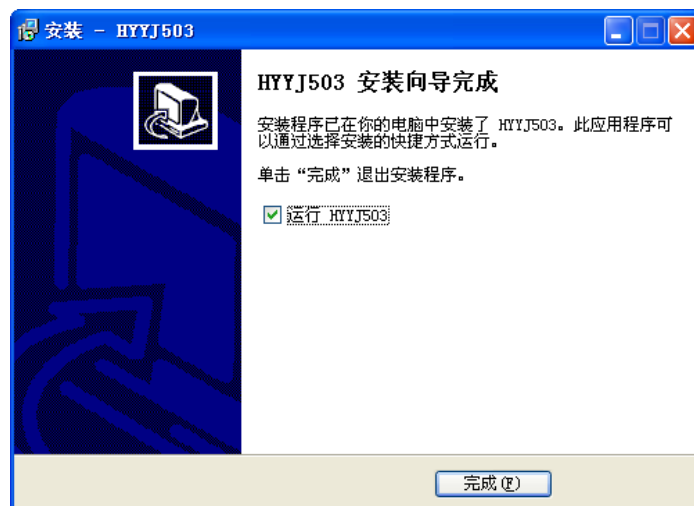 安装 - HYYJ503
HYYJ503 安装向导完成
安装程序已在你的电脑中安装了 HYYJ503。此应用程序可
以通过选择安装的快捷方式运行。
单击“完成”退出安装程序。
运行 HYYJ503
完成(F)